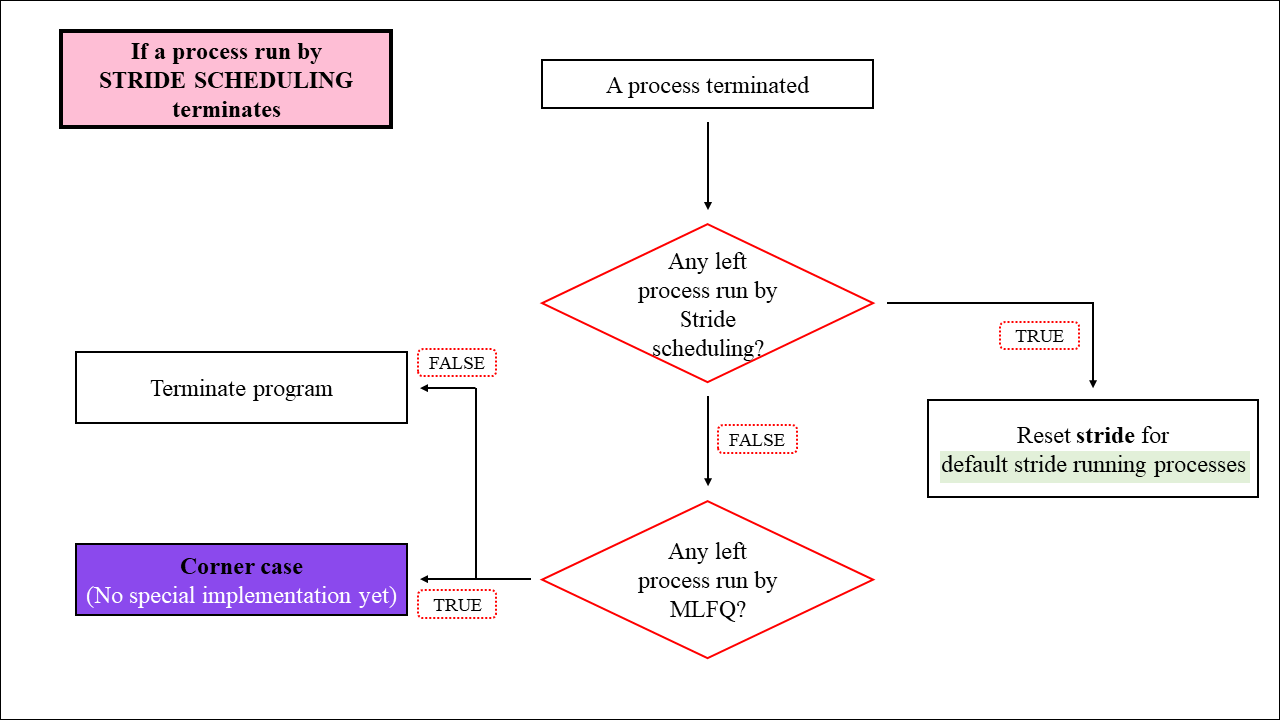 If a process run by
STRIDE SCHEDULING
terminates
A process terminated
Any left
process run by
Stride
scheduling?
TRUE
FALSE
Terminate program
FALSE
Reset stride for
default stride running processes
Any left
process run by
MLFQ?
Corner case
(No special implementation yet)
TRUE